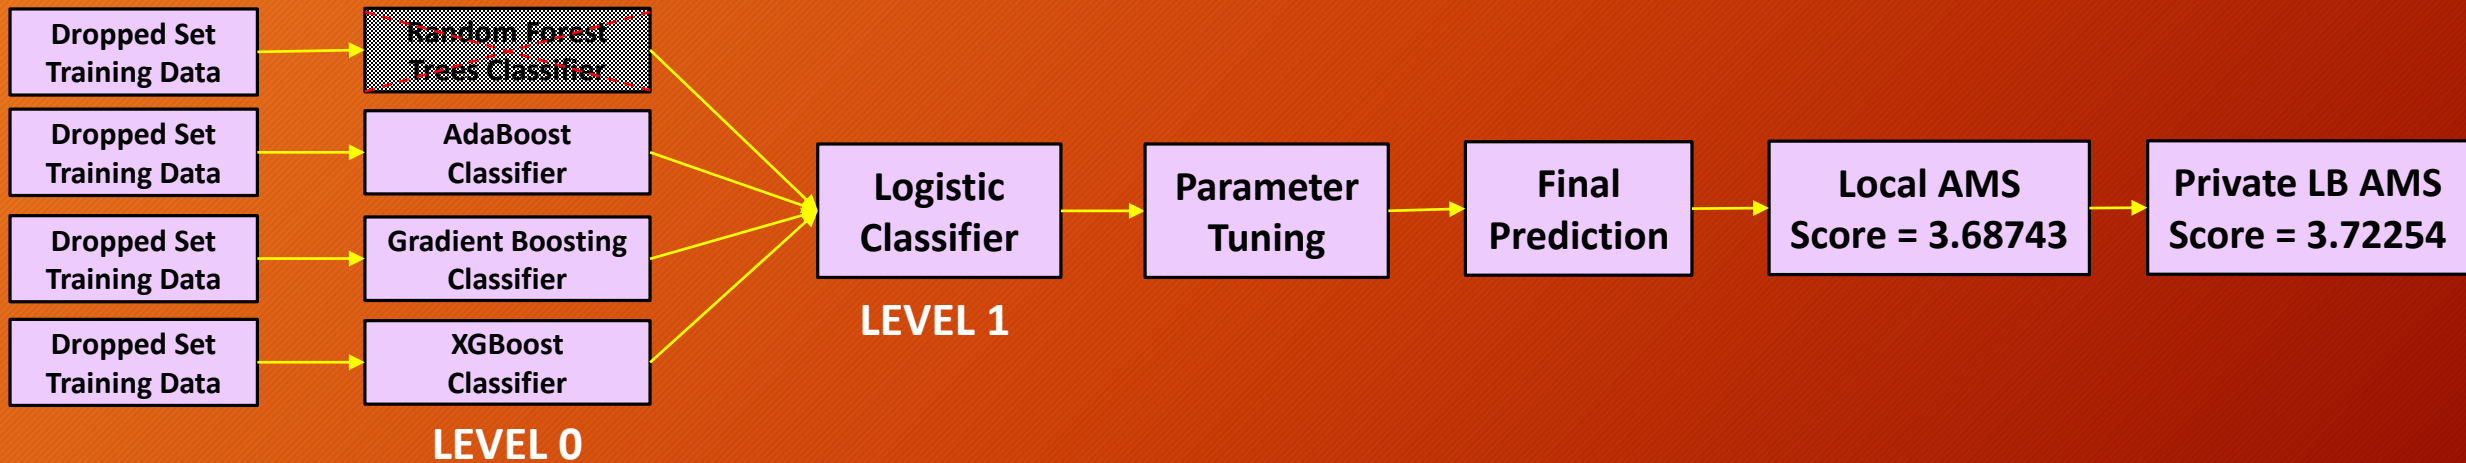 Dropped Set
Training Data
Random Forest
Trees Classifier
Dropped Set
Training Data
AdaBoost
Classifier
Dropped Set
Training Data
Gradient Boosting
Classifier
Dropped Set
Training Data
XGBoost
Classifier
LEVEL 0
Logistic
Classifier
LEVEL 1
Parameter
Tuning
Final
Prediction
Local AMS
Score = 3.68743
Private LB AMS
Score = 3.72254